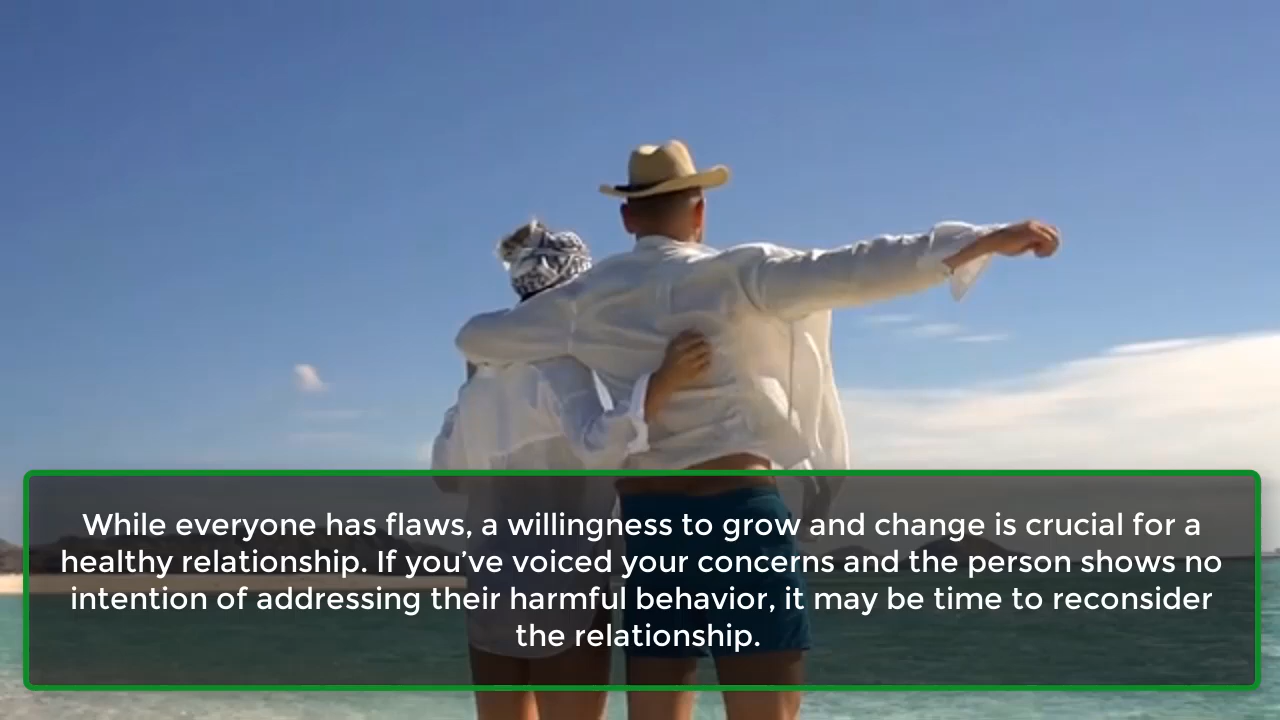 While everyone has flaws, a willingness to grow and change is crucial for a
healthy relationship. If you’ve voiced your concerns and the person shows no
intention of addressing their harmful behavior, it may be time to reconsider
the relationship.